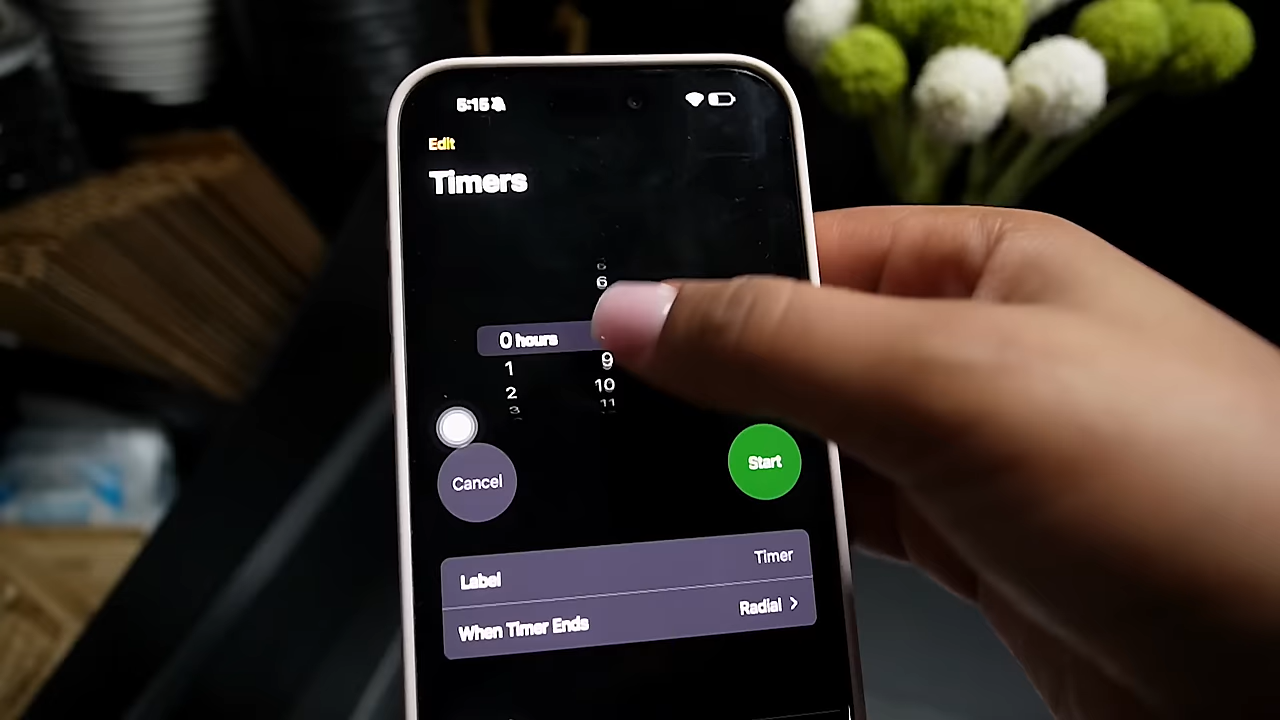 5:15
Edit
Timers
6
0 hours
1 9
2 10
3 11
Cancel
Start
Label Timer
When Timer Ends Radial